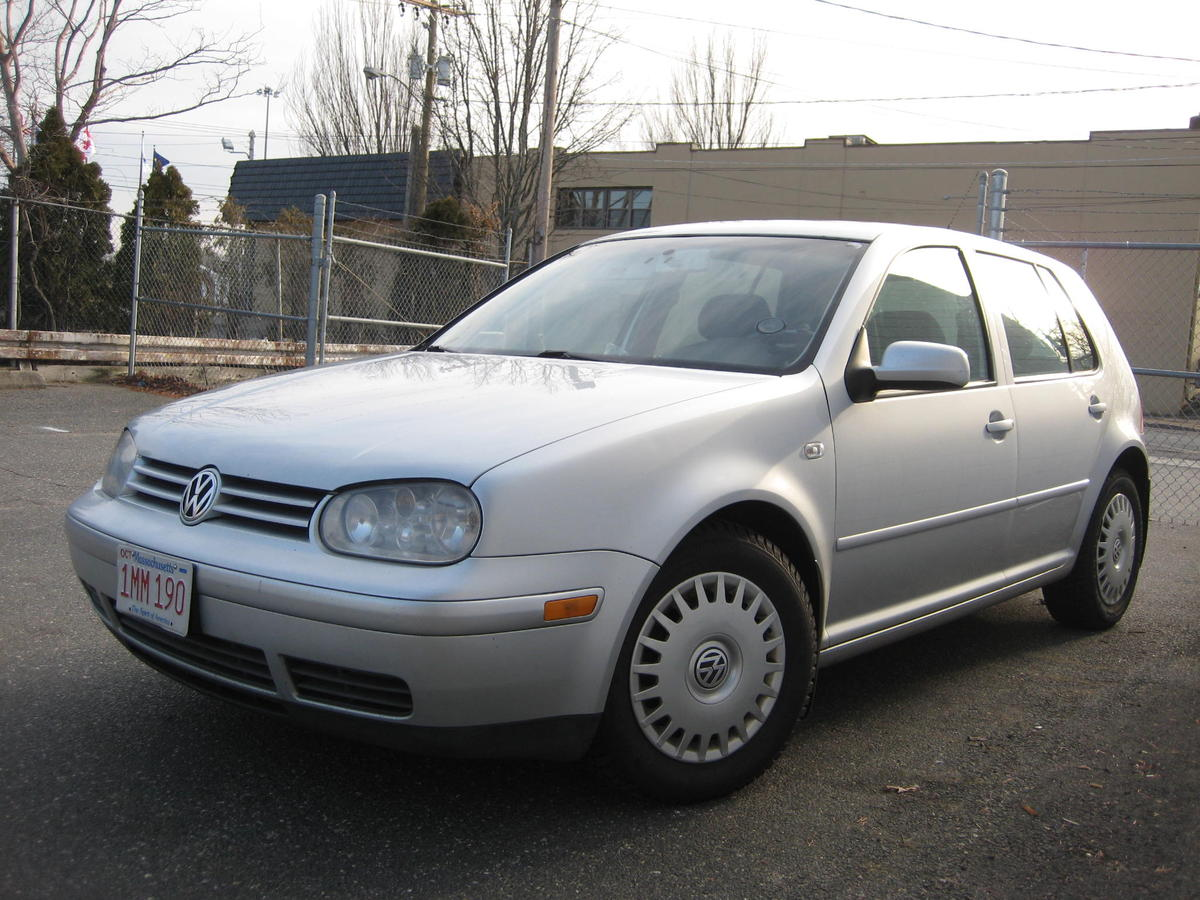 OCT Massachusetts
1MM 190
The Spirit of America